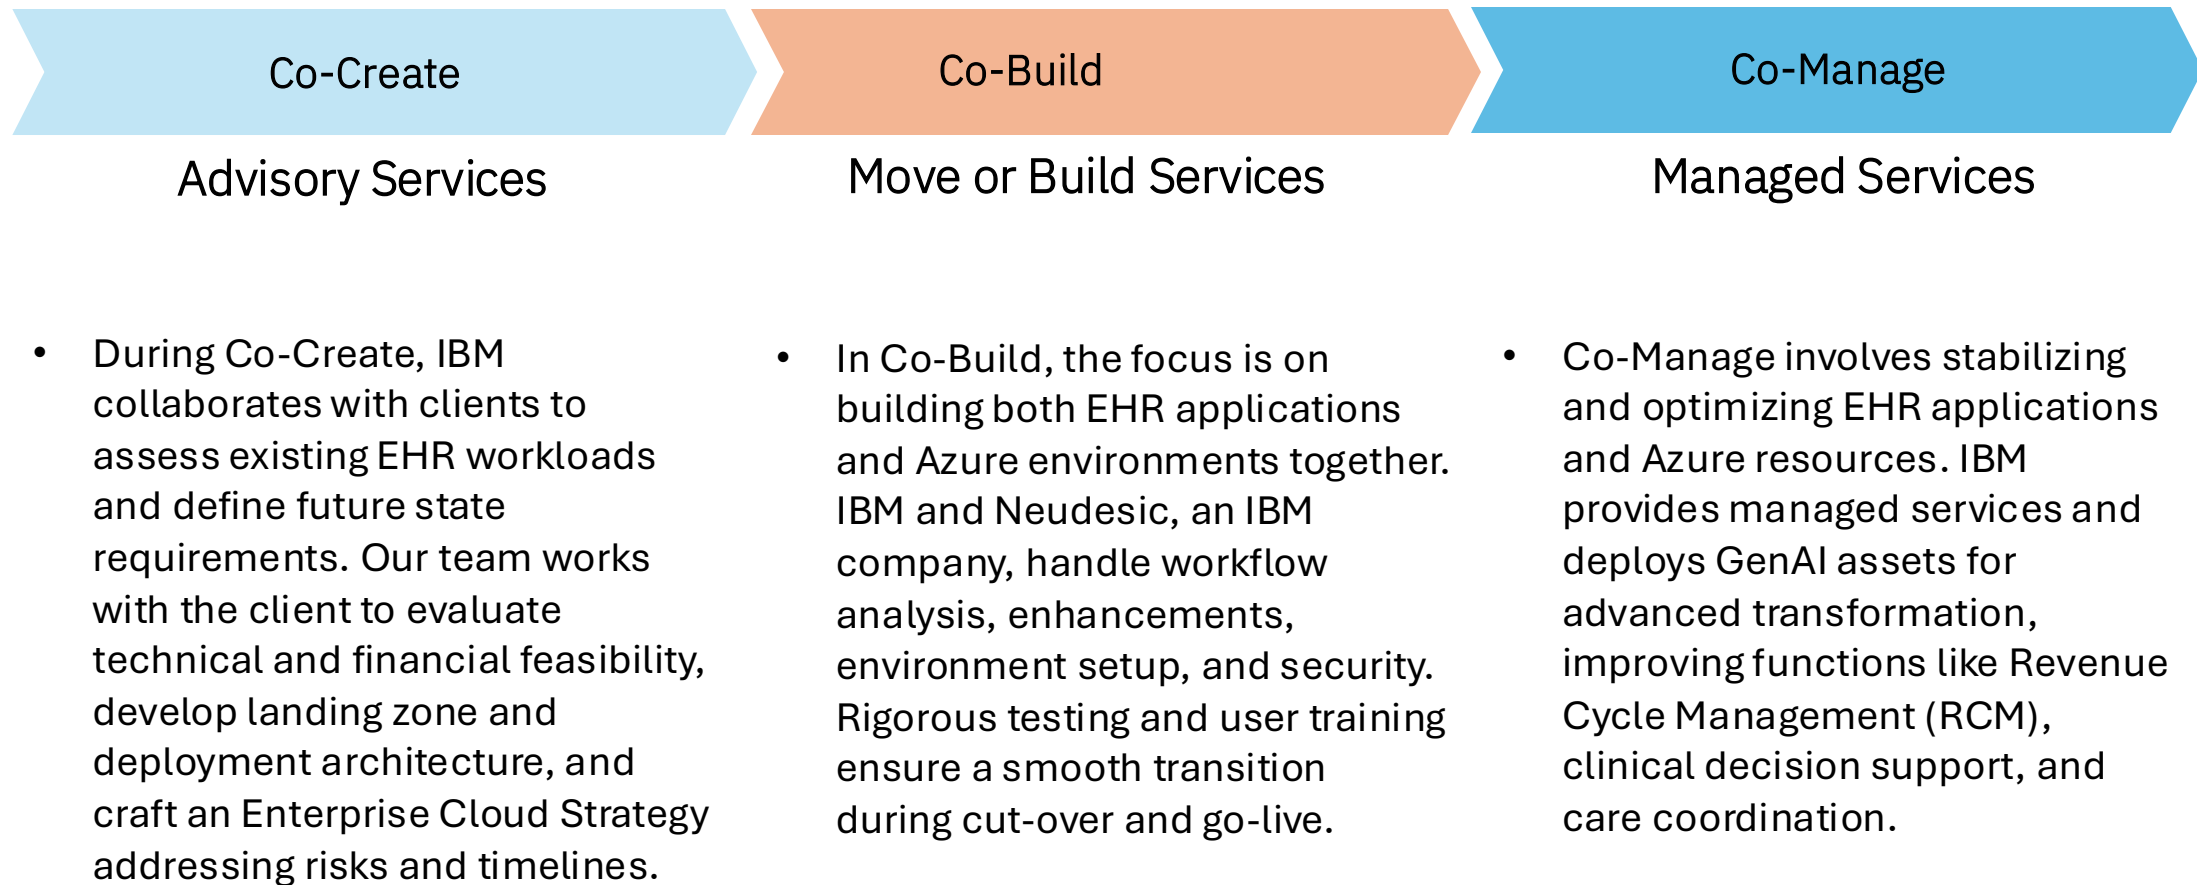 Co-Create
Co-Build
Co-Manage
Advisory Services
Move or Build Services
Managed Services
• During Co-Create, IBM
collaborates with clients to
assess existing EHR workloads
and define future state
requirements. Our team works
with the client to evaluate
technical and financial feasibility,
develop landing zone and
deployment architecture, and
craft an Enterprise Cloud Strategy
addressing risks and timelines.
• In Co-Build, the focus is on
building both EHR applications
and Azure environments together.
IBM and Neudesic, an IBM
company, handle workflow
analysis, enhancements,
environment setup, and security.
Rigorous testing and user training
ensure a smooth transition
during cut-over and go-live.
• Co-Manage involves stabilizing
and optimizing EHR applications
and Azure resources. IBM
provides managed services and
deploys GenAI assets for
advanced transformation,
improving functions like Revenue
Cycle Management (RCM),
clinical decision support, and
care coordination.